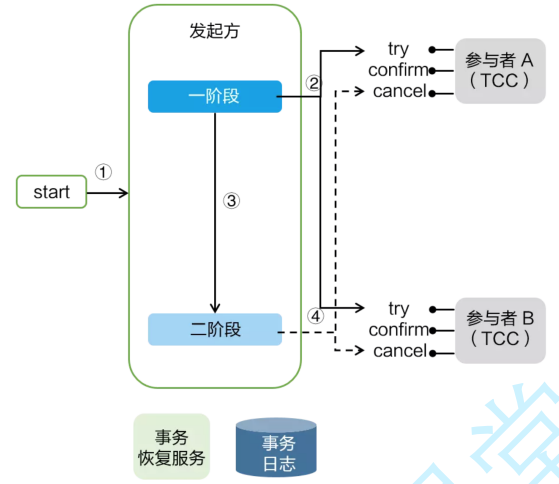 发起方
一阶段
①
start
②
③
二阶段
④
try
confirm
cancel
参与者 A
（TCC）
try
confirm
cancel
参与者 B
（TCC）
事务
恢复服务
事务
日志
堂